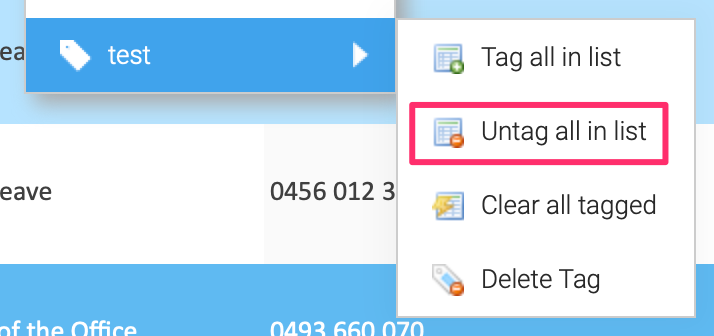 ea
test
Tag all in list
Untag all in list
eave
0456 012 3
Clear all tagged
Delete Tag
of the Office
0493 660 070